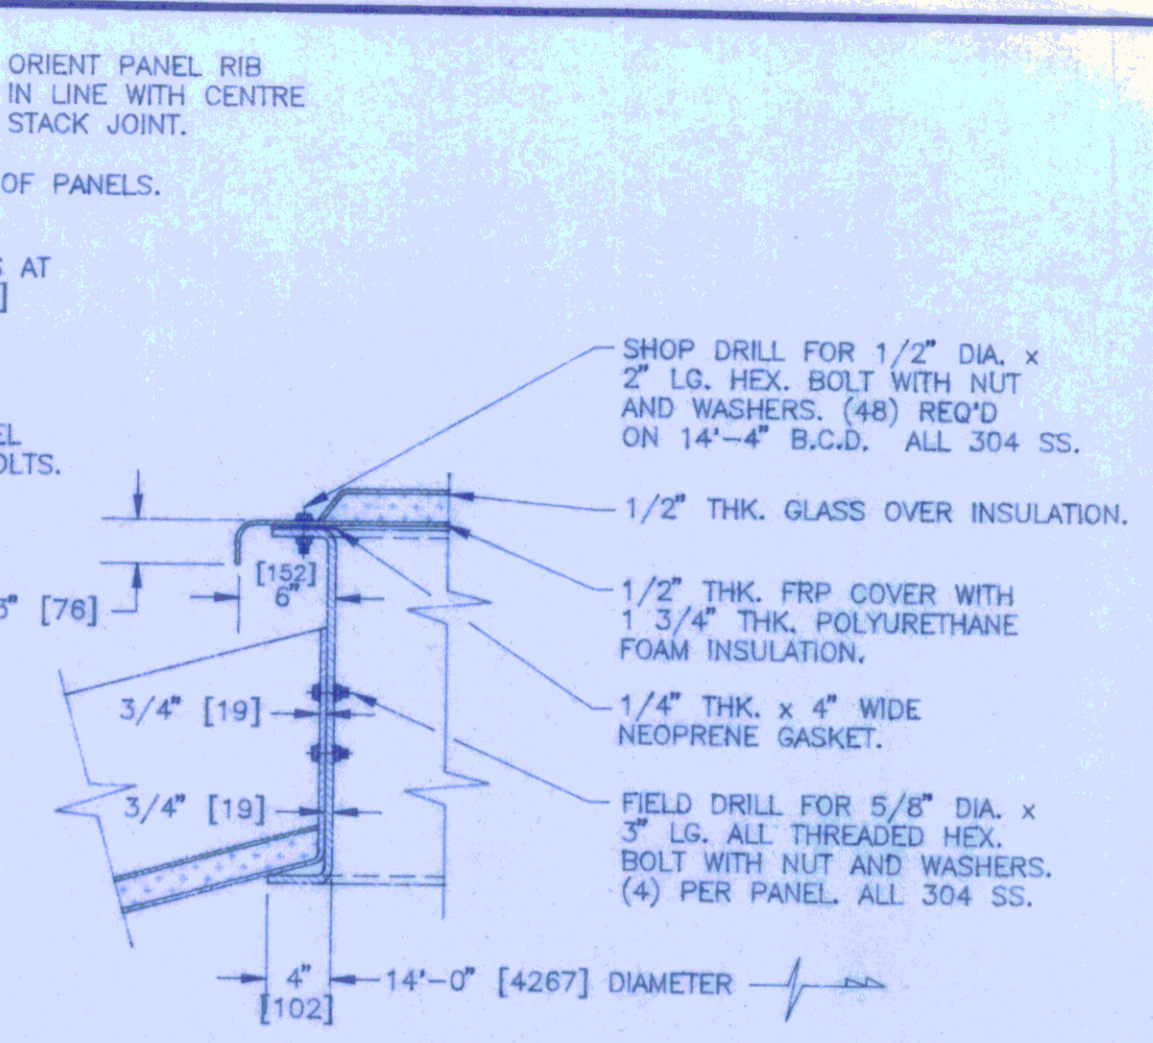 ORIENT PANEL RIB
IN LINE WITH CENTRE
STACK JOINT.
OF PANELS.
AT
]
SHOP DRILL FOR 1/2" DIA. x
2" LG. HEX. BOLT WITH NUT
AND WASHERS. (48) REQ'D
ON 14'-4" B.C.D. ALL 304 SS.
1/2" THK. GLASS OVER INSULATION.
[152]
6"
3" [76]
1/2" THK. FRP COVER WITH
1 3/4" THK. POLYURETHANE
FOAM INSULATION.
3/4" [19]
1/4" THK. x 4" WIDE
NEOPRENE GASKET.
3/4" [19]
FIELD DRILL FOR 5/8" DIA. x
3" LG. ALL THREADED HEX.
BOLT WITH NUT AND WASHERS.
(4) PER PANEL. ALL 304 SS.
4"
[102]
14'-0" [4267] DIAMETER